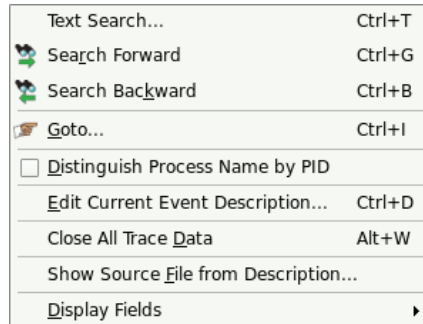 Text Search... Ctrl+T
Search Forward Ctrl+G
Search Backward Ctrl+B
Goto... Ctrl+I
Distinguish Process Name by PID
Edit Current Event Description... Ctrl+D
Close All Trace Data Alt+W
Show Source File from Description...
Display Fields